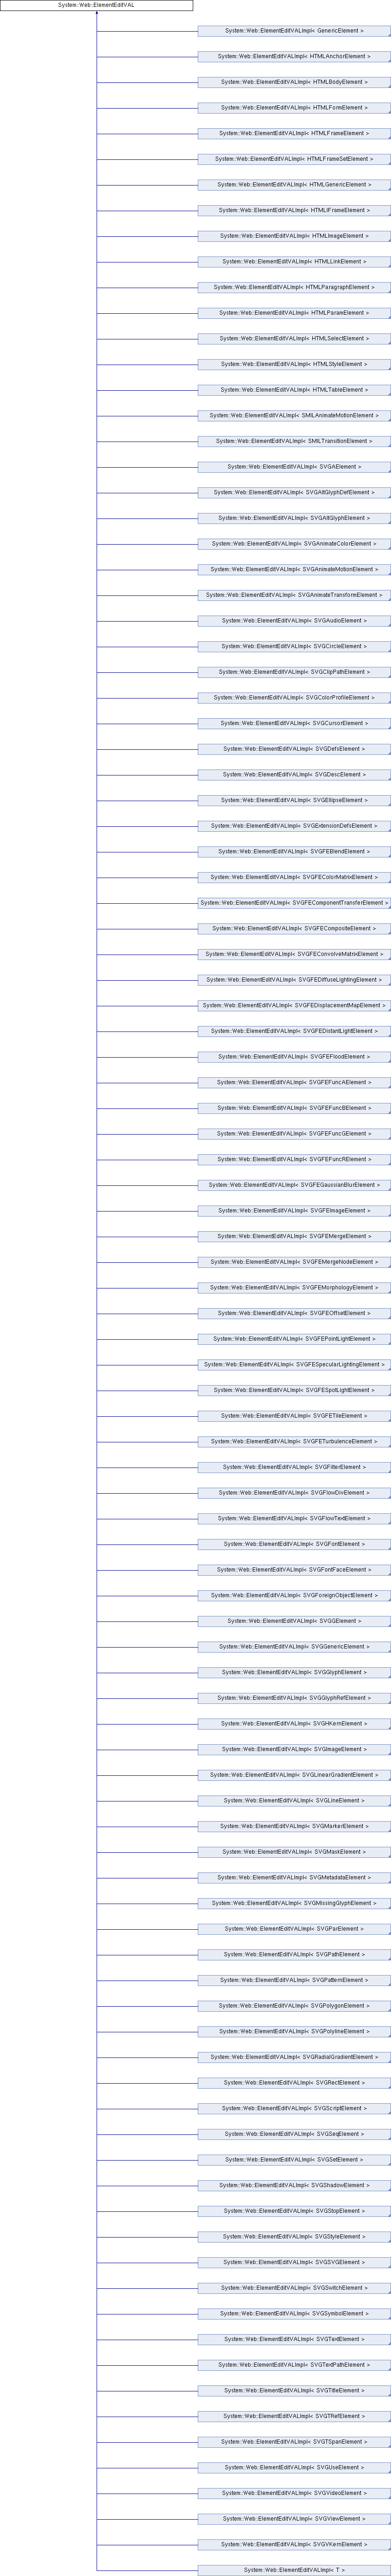 System::Web::ElementEditVAL
System::Web::ElementEditVALImpl< GenericElement >
System::Web::ElementEditVALImpl< HTMLAnchorElement >
System::Web::ElementEditVALImpl< HTMLBodyElement >
System::Web::ElementEditVALImpl< HTMLFormElement >
System::Web::ElementEditVALImpl< HTMLFrameElement >
System::Web::ElementEditVALImpl< HTMLFrameSetElement >
System::Web::ElementEditVALImpl< HTMLGenericElement >
System::Web::ElementEditVALImpl< HTMLIFrameElement >
System::Web::ElementEditVALImpl< HTMLImageElement >
System::Web::ElementEditVALImpl< HTMLLinkElement >
System::Web::ElementEditVALImpl< HTMLParagraphElement >
System::Web::ElementEditVALImpl< HTMLParamElement >
System::Web::ElementEditVALImpl< HTMLSelectElement >
System::Web::ElementEditVALImpl< HTMLStyleElement >
System::Web::ElementEditVALImpl< HTMLTableElement >
System::Web::ElementEditVALImpl< SMILAnimateMotionElement >
System::Web::ElementEditVALImpl< SMILTransitionElement >
System::Web::ElementEditVALImpl< SVGAElement >
System::Web::ElementEditVALImpl< SVGAltGlyphDefElement >
System::Web::ElementEditVALImpl< SVGAltGlyphElement >
System::Web::ElementEditVALImpl< SVGAnimateColorElement >
System::Web::ElementEditVALImpl< SVGAnimateMotionElement >
System::Web::ElementEditVALImpl< SVGAnimateTransformElement >
System::Web::ElementEditVALImpl< SVGAudioElement >
System::Web::ElementEditVALImpl< SVGCircleElement >
System::Web::ElementEditVALImpl< SVGClipPathElement >
System::Web::ElementEditVALImpl< SVGColorProfileElement >
System::Web::ElementEditVALImpl< SVGCursorElement >
System::Web::ElementEditVALImpl< SVGDefsElement >
System::Web::ElementEditVALImpl< SVGDescElement >
System::Web::ElementEditVALImpl< SVGEllipseElement >
System::Web::ElementEditVALImpl< SVGExtensionDefsElement >
System::Web::ElementEditVALImpl< SVGFEBlendElement >
System::Web::ElementEditVALImpl< SVGFEColorMatrixElement >
System::Web::ElementEditVALImpl< SVGFEComponentTransferElement >
System::Web::ElementEditVALImpl< SVGFECompositeElement >
System::Web::ElementEditVALImpl< SVGFEConvolveMatrixElement >
System::Web::ElementEditVALImpl< SVGFEDiffuseLightingElement >
System::Web::ElementEditVALImpl< SVGFEDisplacementMapElement >
System::Web::ElementEditVALImpl< SVGFEDistantLightElement >
System::Web::ElementEditVALImpl< SVGFEFloodElement >
System::Web::ElementEditVALImpl< SVGFEFuncAElement >
System::Web::ElementEditVALImpl< SVGFEFuncBElement >
System::Web::ElementEditVALImpl< SVGFEFuncGElement >
System::Web::ElementEditVALImpl< SVGFEFuncRElement >
System::Web::ElementEditVALImpl< SVGFEGaussianBlurElement >
System::Web::ElementEditVALImpl< SVGFEImageElement >
System::Web::ElementEditVALImpl< SVGFEMergeElement >
System::Web::ElementEditVALImpl< SVGFEMergeNodeElement >
System::Web::ElementEditVALImpl< SVGFEMorphologyElement >
System::Web::ElementEditVALImpl< SVGFEOffsetElement >
System::Web::ElementEditVALImpl< SVGFEPointLightElement >
System::Web::ElementEditVALImpl< SVGFESpecularLightingElement >
System::Web::ElementEditVALImpl< SVGFESpotLightElement >
System::Web::ElementEditVALImpl< SVGFETileElement >
System::Web::ElementEditVALImpl< SVGFETurbulenceElement >
System::Web::ElementEditVALImpl< SVGFilterElement >
System::Web::ElementEditVALImpl< SVGFlowDivElement >
System::Web::ElementEditVALImpl< SVGFlowTextElement >
System::Web::ElementEditVALImpl< SVGFontElement >
System::Web::ElementEditVALImpl< SVGFontFaceElement >
System::Web::ElementEditVALImpl< SVGForeignObjectElement >
System::Web::ElementEditVALImpl< SVGGElement >
System::Web::ElementEditVALImpl< SVGGenericElement >
System::Web::ElementEditVALImpl< SVGGlyphElement >
System::Web::ElementEditVALImpl< SVGGlyphRefElement >
System::Web::ElementEditVALImpl< SVGHKernElement >
System::Web::ElementEditVALImpl< SVGImageElement >
System::Web::ElementEditVALImpl< SVGLinearGradientElement >
System::Web::ElementEditVALImpl< SVGLineElement >
System::Web::ElementEditVALImpl< SVGMarkerElement >
System::Web::ElementEditVALImpl< SVGMaskElement >
System::Web::ElementEditVALImpl< SVGMetadataElement >
System::Web::ElementEditVALImpl< SVGMissingGlyphElement >
System::Web::ElementEditVALImpl< SVGParElement >
System::Web::ElementEditVALImpl< SVGPathElement >
System::Web::ElementEditVALImpl< SVGPatternElement >
System::Web::ElementEditVALImpl< SVGPolygonElement >
System::Web::ElementEditVALImpl< SVGPolylineElement >
System::Web::ElementEditVALImpl< SVGRadialGradientElement >
System::Web::ElementEditVALImpl< SVGRectElement >
System::Web::ElementEditVALImpl< SVGScriptElement >
System::Web::ElementEditVALImpl< SVGSeqElement >
System::Web::ElementEditVALImpl< SVGSetElement >
System::Web::ElementEditVALImpl< SVGShadowElement >
System::Web::ElementEditVALImpl< SVGStopElement >
System::Web::ElementEditVALImpl< SVGStyleElement >
System::Web::ElementEditVALImpl< SVGSVGElement >
System::Web::ElementEditVALImpl< SVGSwitchElement >
System::Web::ElementEditVALImpl< SVGSymbolElement >
System::Web::ElementEditVALImpl< SVGTextElement >
System::Web::ElementEditVALImpl< SVGTextPathElement >
System::Web::ElementEditVALImpl< SVGTitleElement >
System::Web::ElementEditVALImpl< SVGTRefElement >
System::Web::ElementEditVALImpl< SVGTSpanElement >
System::Web::ElementEditVALImpl< SVGUseElement >
System::Web::ElementEditVALImpl< SVGVideoElement >
System::Web::ElementEditVALImpl< SVGViewElement >
System::Web::ElementEditVALImpl< SVGVKernElement >
System::Web::ElementEditVALImpl< T >